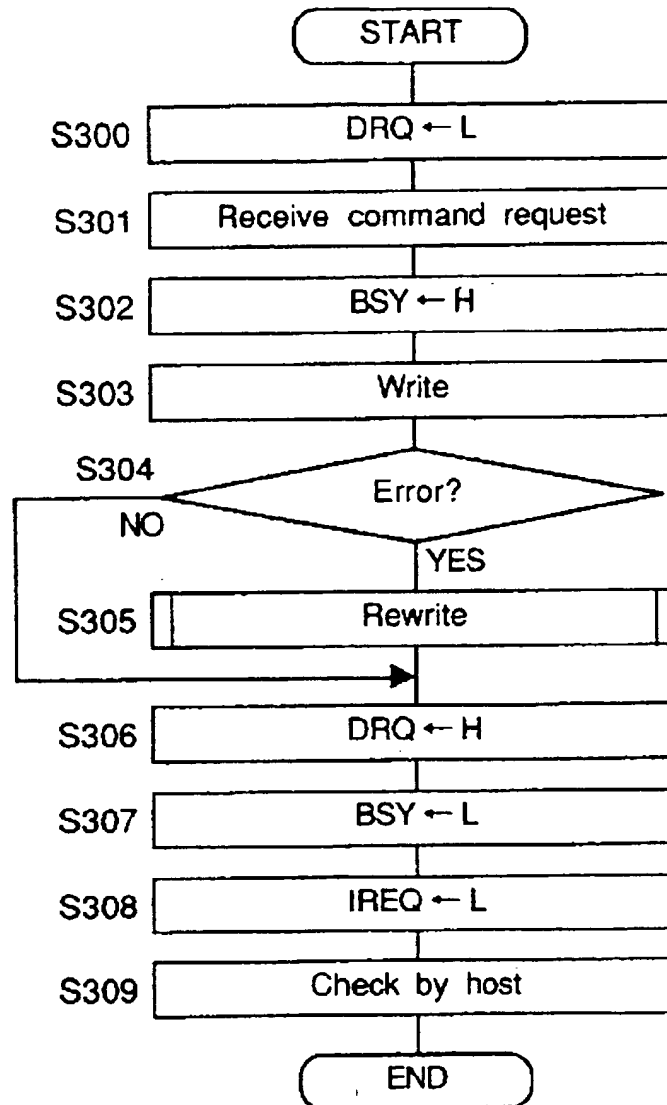 START
S300
DRQ ← L
S301
Receive command request
S302
BSY ← H
S303
Write
S304
Error?
NO
YES
S305
Rewrite
S306
DRQ ← H
S307
BSY ← L
S308
IREQ ← L
S309
Check by host
END